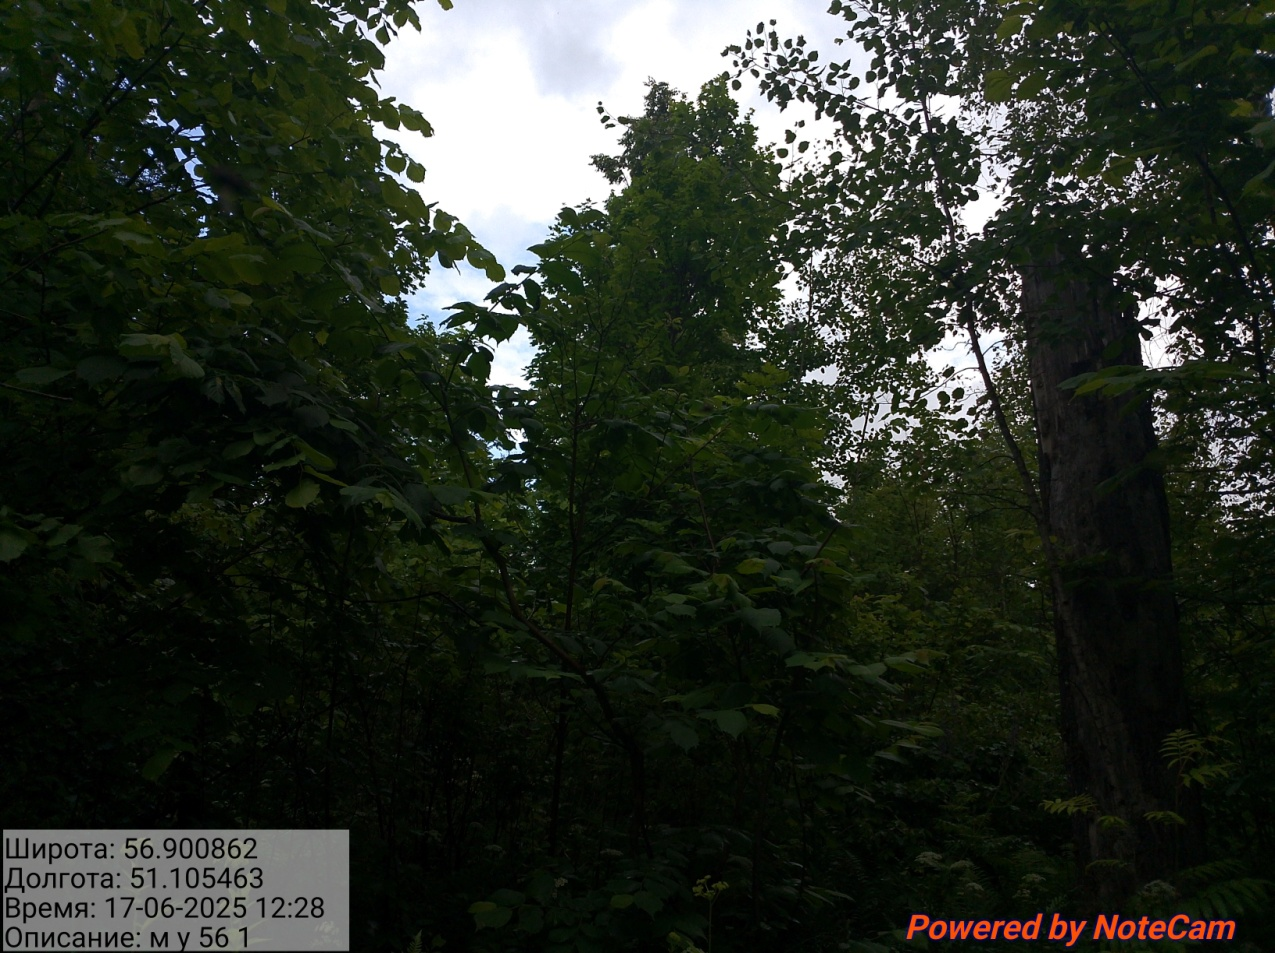 Широта: 56.900862
Долгота: 51.105463
Время: 17-06-2025 12:28
Описание: м у 56 1
Powered by NoteCam